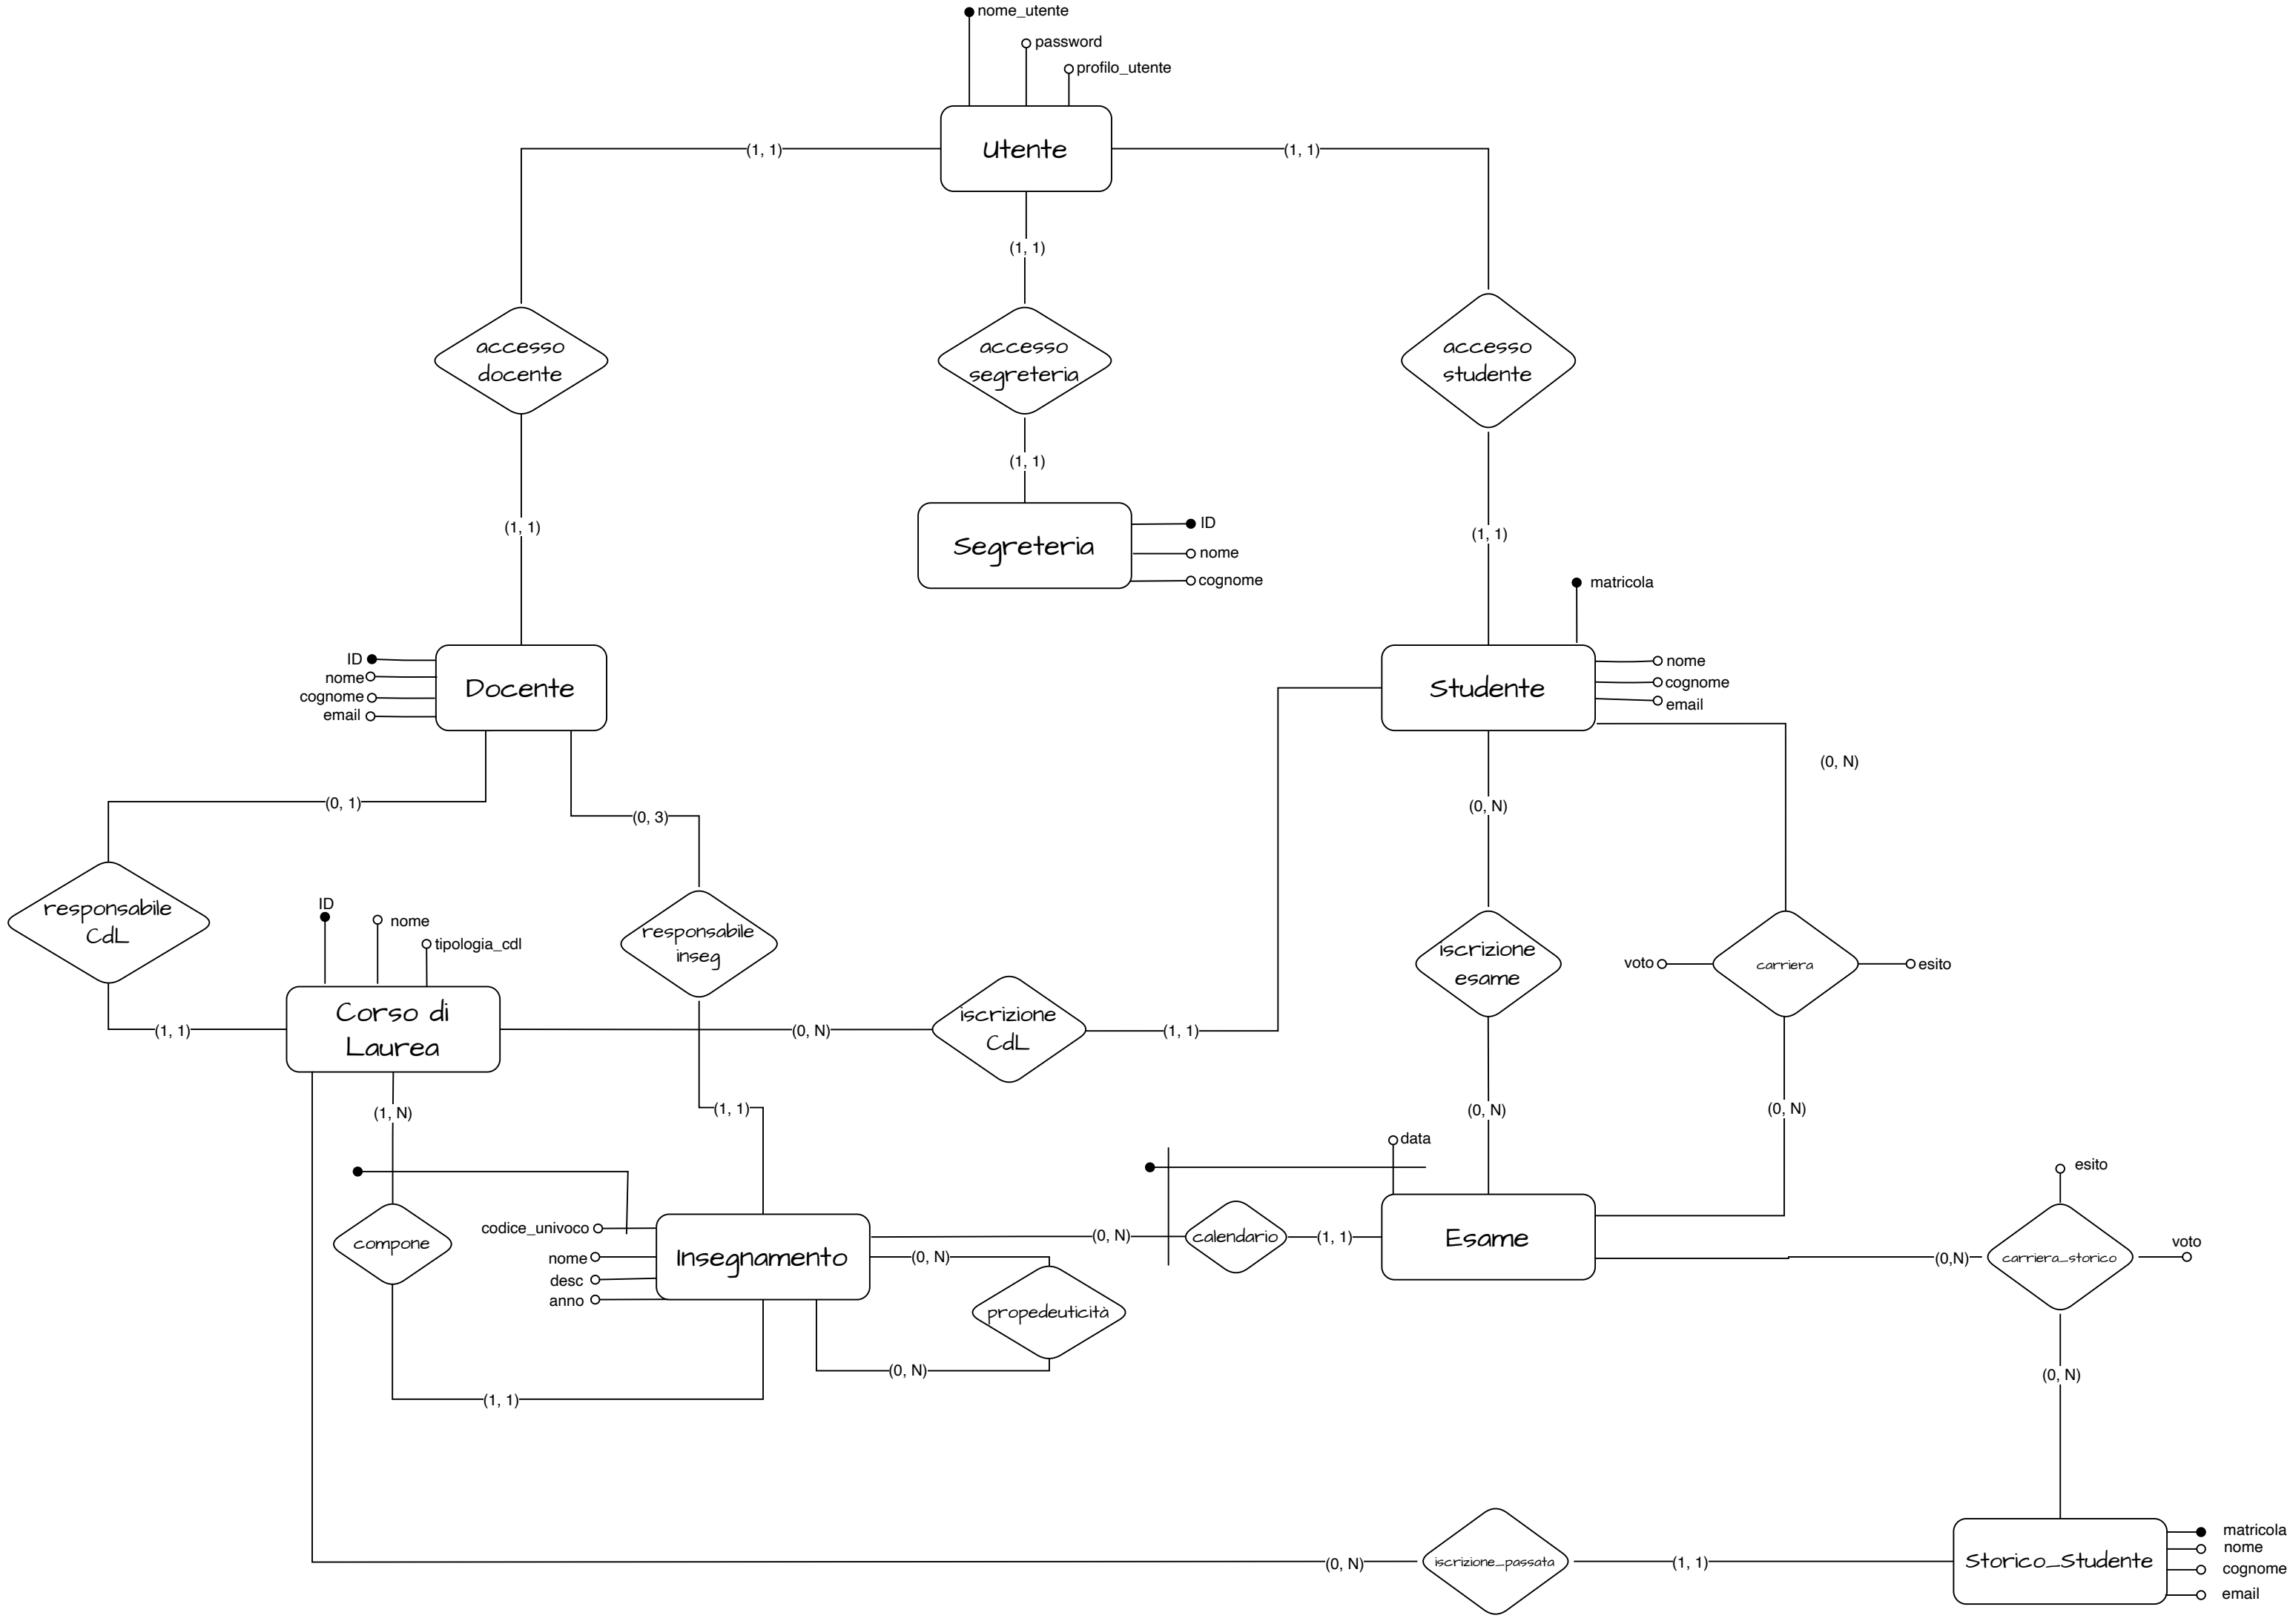 nome_utente
password
profilo_utente
Utente
(1, 1)
(1, 1)
(1, 1)
accesso
docente
accesso
segreteria
accesso
studente
(1, 1)
(1, 1)
(1, 1)
Segreteria
ID
nome
cognome
matricola
ID
nome
cognome
email
Docente
Studente
nome
cognome
email
(0, N)
(0, 1)
(0, 3)
(0, N)
responsabile
CdL
ID
nome
tipologia_cdl
responsabile
inseg
iscrizione
esame
voto
carriera
esito
Corso di
Laurea
(1, 1)
(0, N)
iscrizione
CdL
(1, 1)
(1, N)
(1, 1)
(0, N)
(0, N)
data
esito
compone
codice_univoco
nome
desc
anno
Insegnamento
(0, N)
calendario
(1, 1)
Esame
(0,N)
carriera_storico
voto
(0, N)
propedeuticità
(0, N)
(1, 1)
(0, N)
(0, N)
iscrizione_passata
(1, 1)
Storico_Studente
matricola
nome
cognome
email